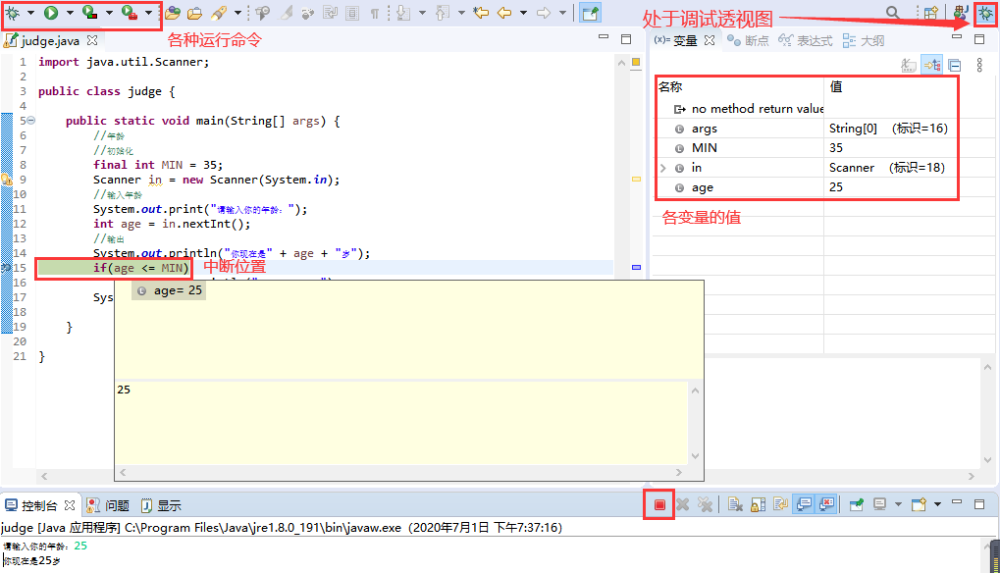 各种运行命令
处于调试透视图
judge.java
(x)= 变量
断点
表达式
大纲
1 import java.util.Scanner;
2
3 public class judge {
4
5 public static void main(String[] args) {
6 //年龄
7 //初始化
8 final int MIN = 35;
9 Scanner in = new Scanner(System.in);
10 //输入年龄
11 System.out.print("请输入你的年龄：");
12 int age = in.nextInt();
13 //输出
14 System.out.println("你现在是" + age + "岁");
15 if(age <= MIN)
中断位置
16
17 Sys
18
19 }
20
21 }
age= 25
25
名称 值
no method return value
args String[0] (标识=16)
MIN 35
in Scanner (标识=18)
age 25
各变量的值
控制台
问题
显示
judge [Java 应用程序] C:\Program Files\Java\jre1.8.0_191\bin\javaw.exe（2020年7月1日 下午7:37:16）
请输入你的年龄：25
你现在是25岁